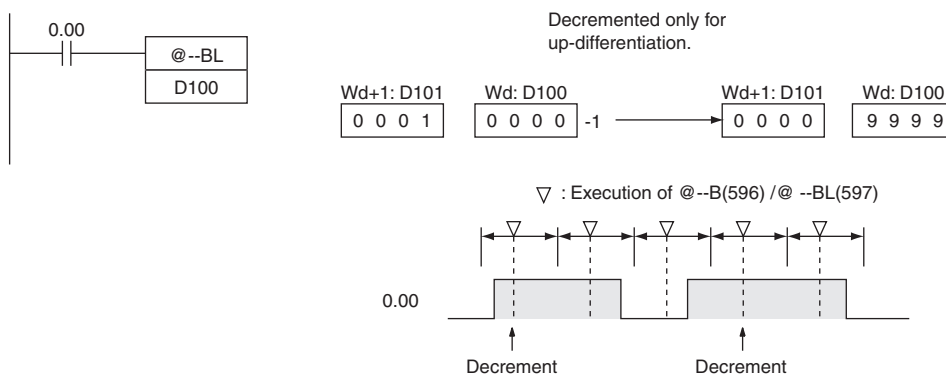 0.00
@--BL
D100
Decremented only for
up-differentiation.
Wd+1: D101 Wd: D100 Wd+1: D101 Wd: D100
0 0 0 1 0 0 0 0 -1 0 0 0 0 9 9 9 9
▽ : Execution of @--B(596) /@ --BL(597)
0.00
Decrement Decrement